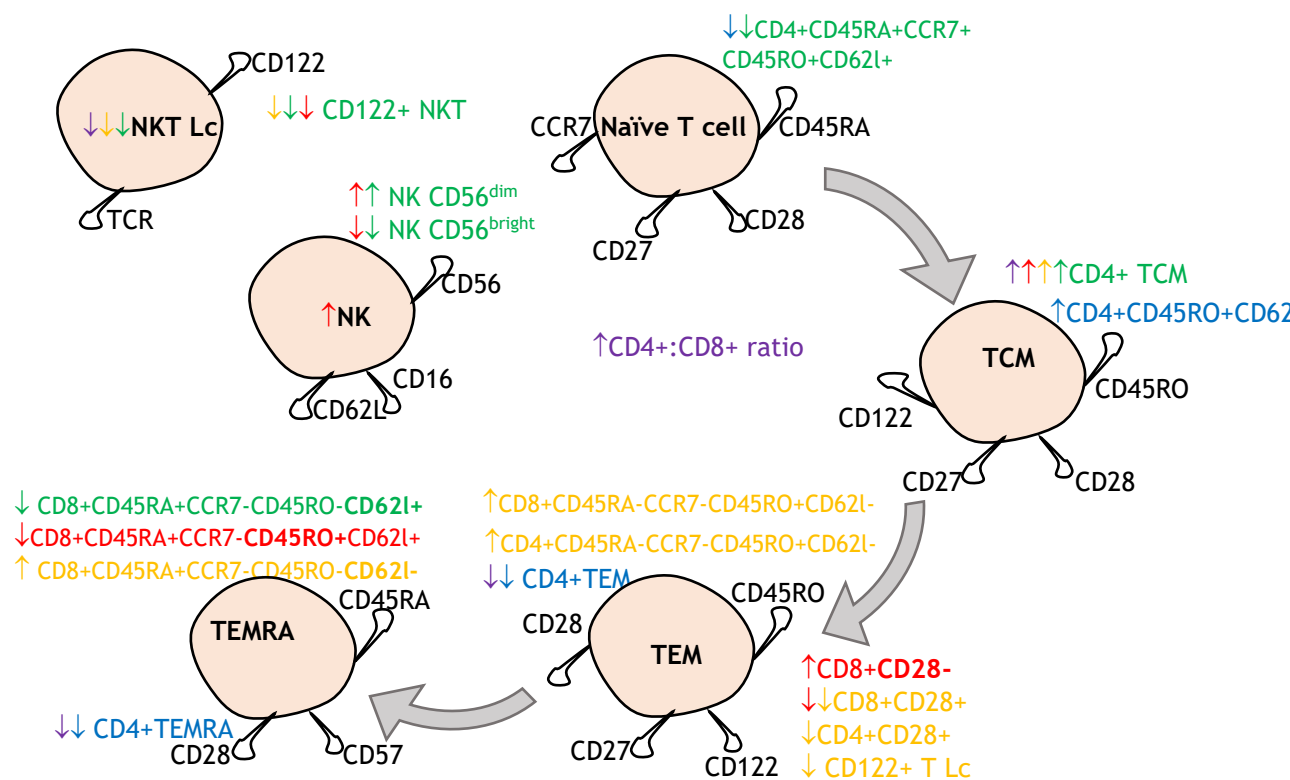 CD122
↓↓↓NKT Lc
↓↓↓ CD122+ NKT
TCR
↑↑ NK CD56dim
↓↓ NK CD56bright
CD56
↑NK
CD16
CD62L
↓↓CD4+CD45RA+CCR7+
CD45RO+CD62l+
CCR7
Naïve T cell
CD45RA
CD27
CD28
↑CD4+:CD8+ ratio
↑↑↑↑CD4+ TCM
↑CD4+CD45RO+CD62
TCM
CD45RO
CD122
CD27
CD28
↓ CD8+CD45RA+CCR7-CD45RO-CD62l+
↓CD8+CD45RA+CCR7-CD45RO+CD62l+
↑ CD8+CD45RA+CCR7-CD45RO-CD62l-
CD45RA
TEMRA
↓↓ CD4+TEMRA
CD28
CD57
↑CD8+CD45RA-CCR7-CD45RO+CD62l-
↑CD4+CD45RA-CCR7-CD45RO+CD62l-
↓↓ CD4+TEM
CD45RO
CD28
TEM
CD27
CD122
↑CD8+CD28-
↓↓CD8+CD28+
↓CD4+CD28+
↓ CD122+ T Lc